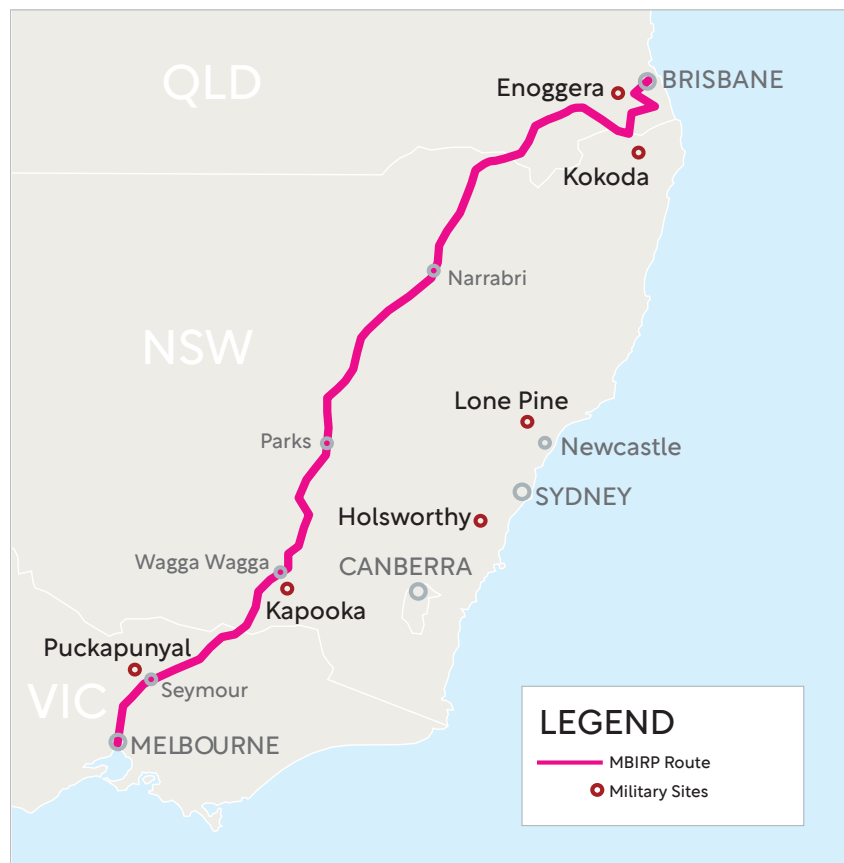 QLD
BRISBANE
Enoggera
Kokoda
Narrabri
NSW
Lone Pine
Parks
Newcastle
SYDNEY
Holsworthy
Wagga Wagga
CANBERRA
Kapooka
Puckapunyal
Seymour
VIC
MELBOURNE
LEGEND
MBIRP Route
Military Sites